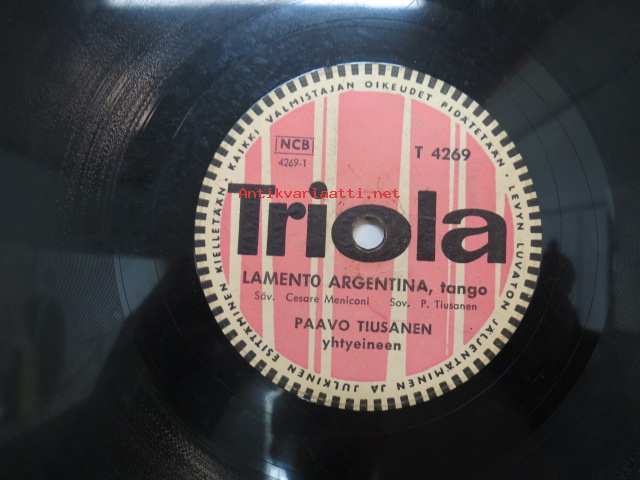 KAIKKI VALMISTAJAN OIKEUDET PIDÄTETÄÄN · LEVYN LUVATON JÄLJENTÄMINEN JA JULKINEN ESITTÄMINEN KIELLETÄÄN ·
NCB
4269-1
T 4269
Antikvariaatti.net
Triola
LAMENTO ARGENTINA, tango
Säv. Cesare Meniconi Sov. P. Tiusanen
PAAVO TIUSANEN
yhtyeineen